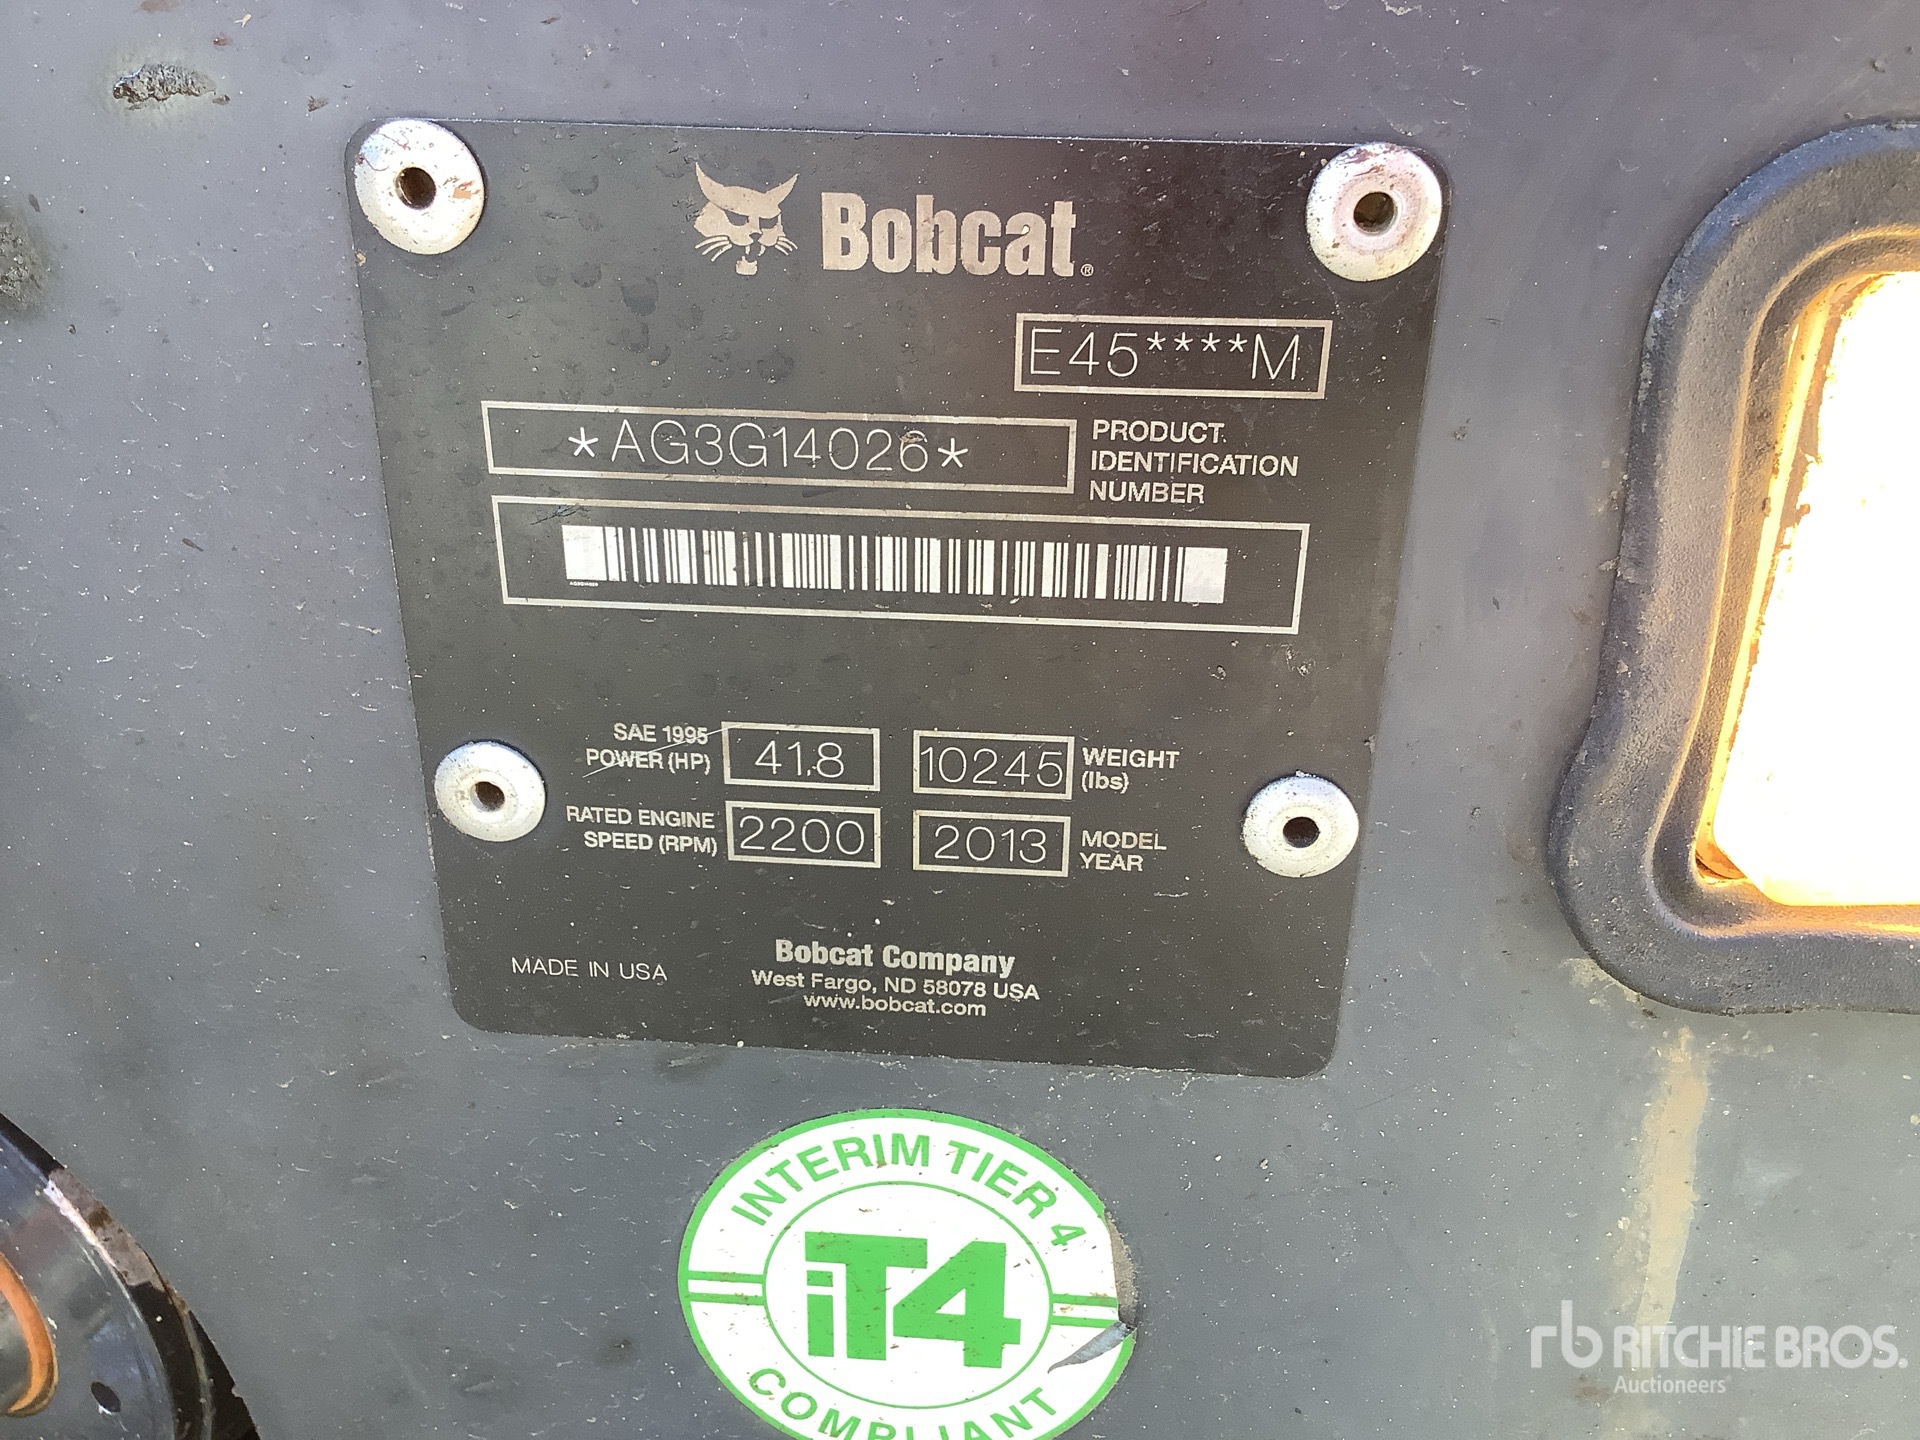 Bobcat®
E45****M
*AG3G14026*
PRODUCT
IDENTIFICATION
NUMBER
SAE 1995
POWER (HP)
41.8
10245
WEIGHT
(lbs)
RATED ENGINE
SPEED (RPM)
2200
2013
MODEL
YEAR
MADE IN USA
Bobcat Company
West Fargo, ND 58078 USA
www.bobcat.com
INTERIM TIER 4
iT4
COMPLIANT
rb RITCHIE BROS.
Auctioneers